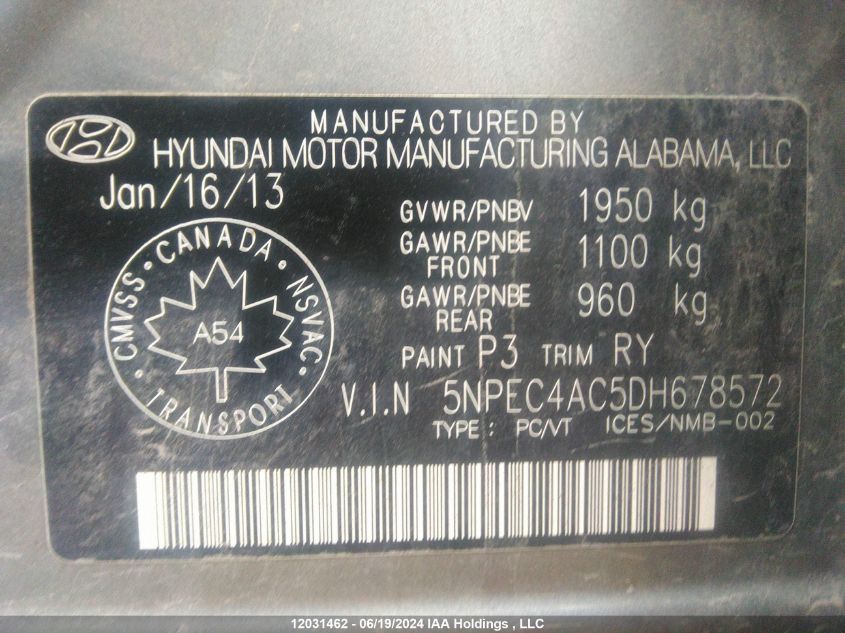 MANUFACTURED BY
HYUNDAI MOTOR MANUFACTURING ALABAMA, LLC
Jan/16/13
GVWR/PNBV 1950 kg
GAWR/PNBE FRONT 1100 kg
GAWR/PNBE REAR 960 kg
PAINT P3 TRIM RY
CANADA · NSVAC · TRANSPORT · CMVSS ·
A54
V.I.N 5NPEC4AC5DH678572
TYPE : PC/VT ICES/NMB-002
12031462 - 06/19/2024 IAA Holdings , LLC